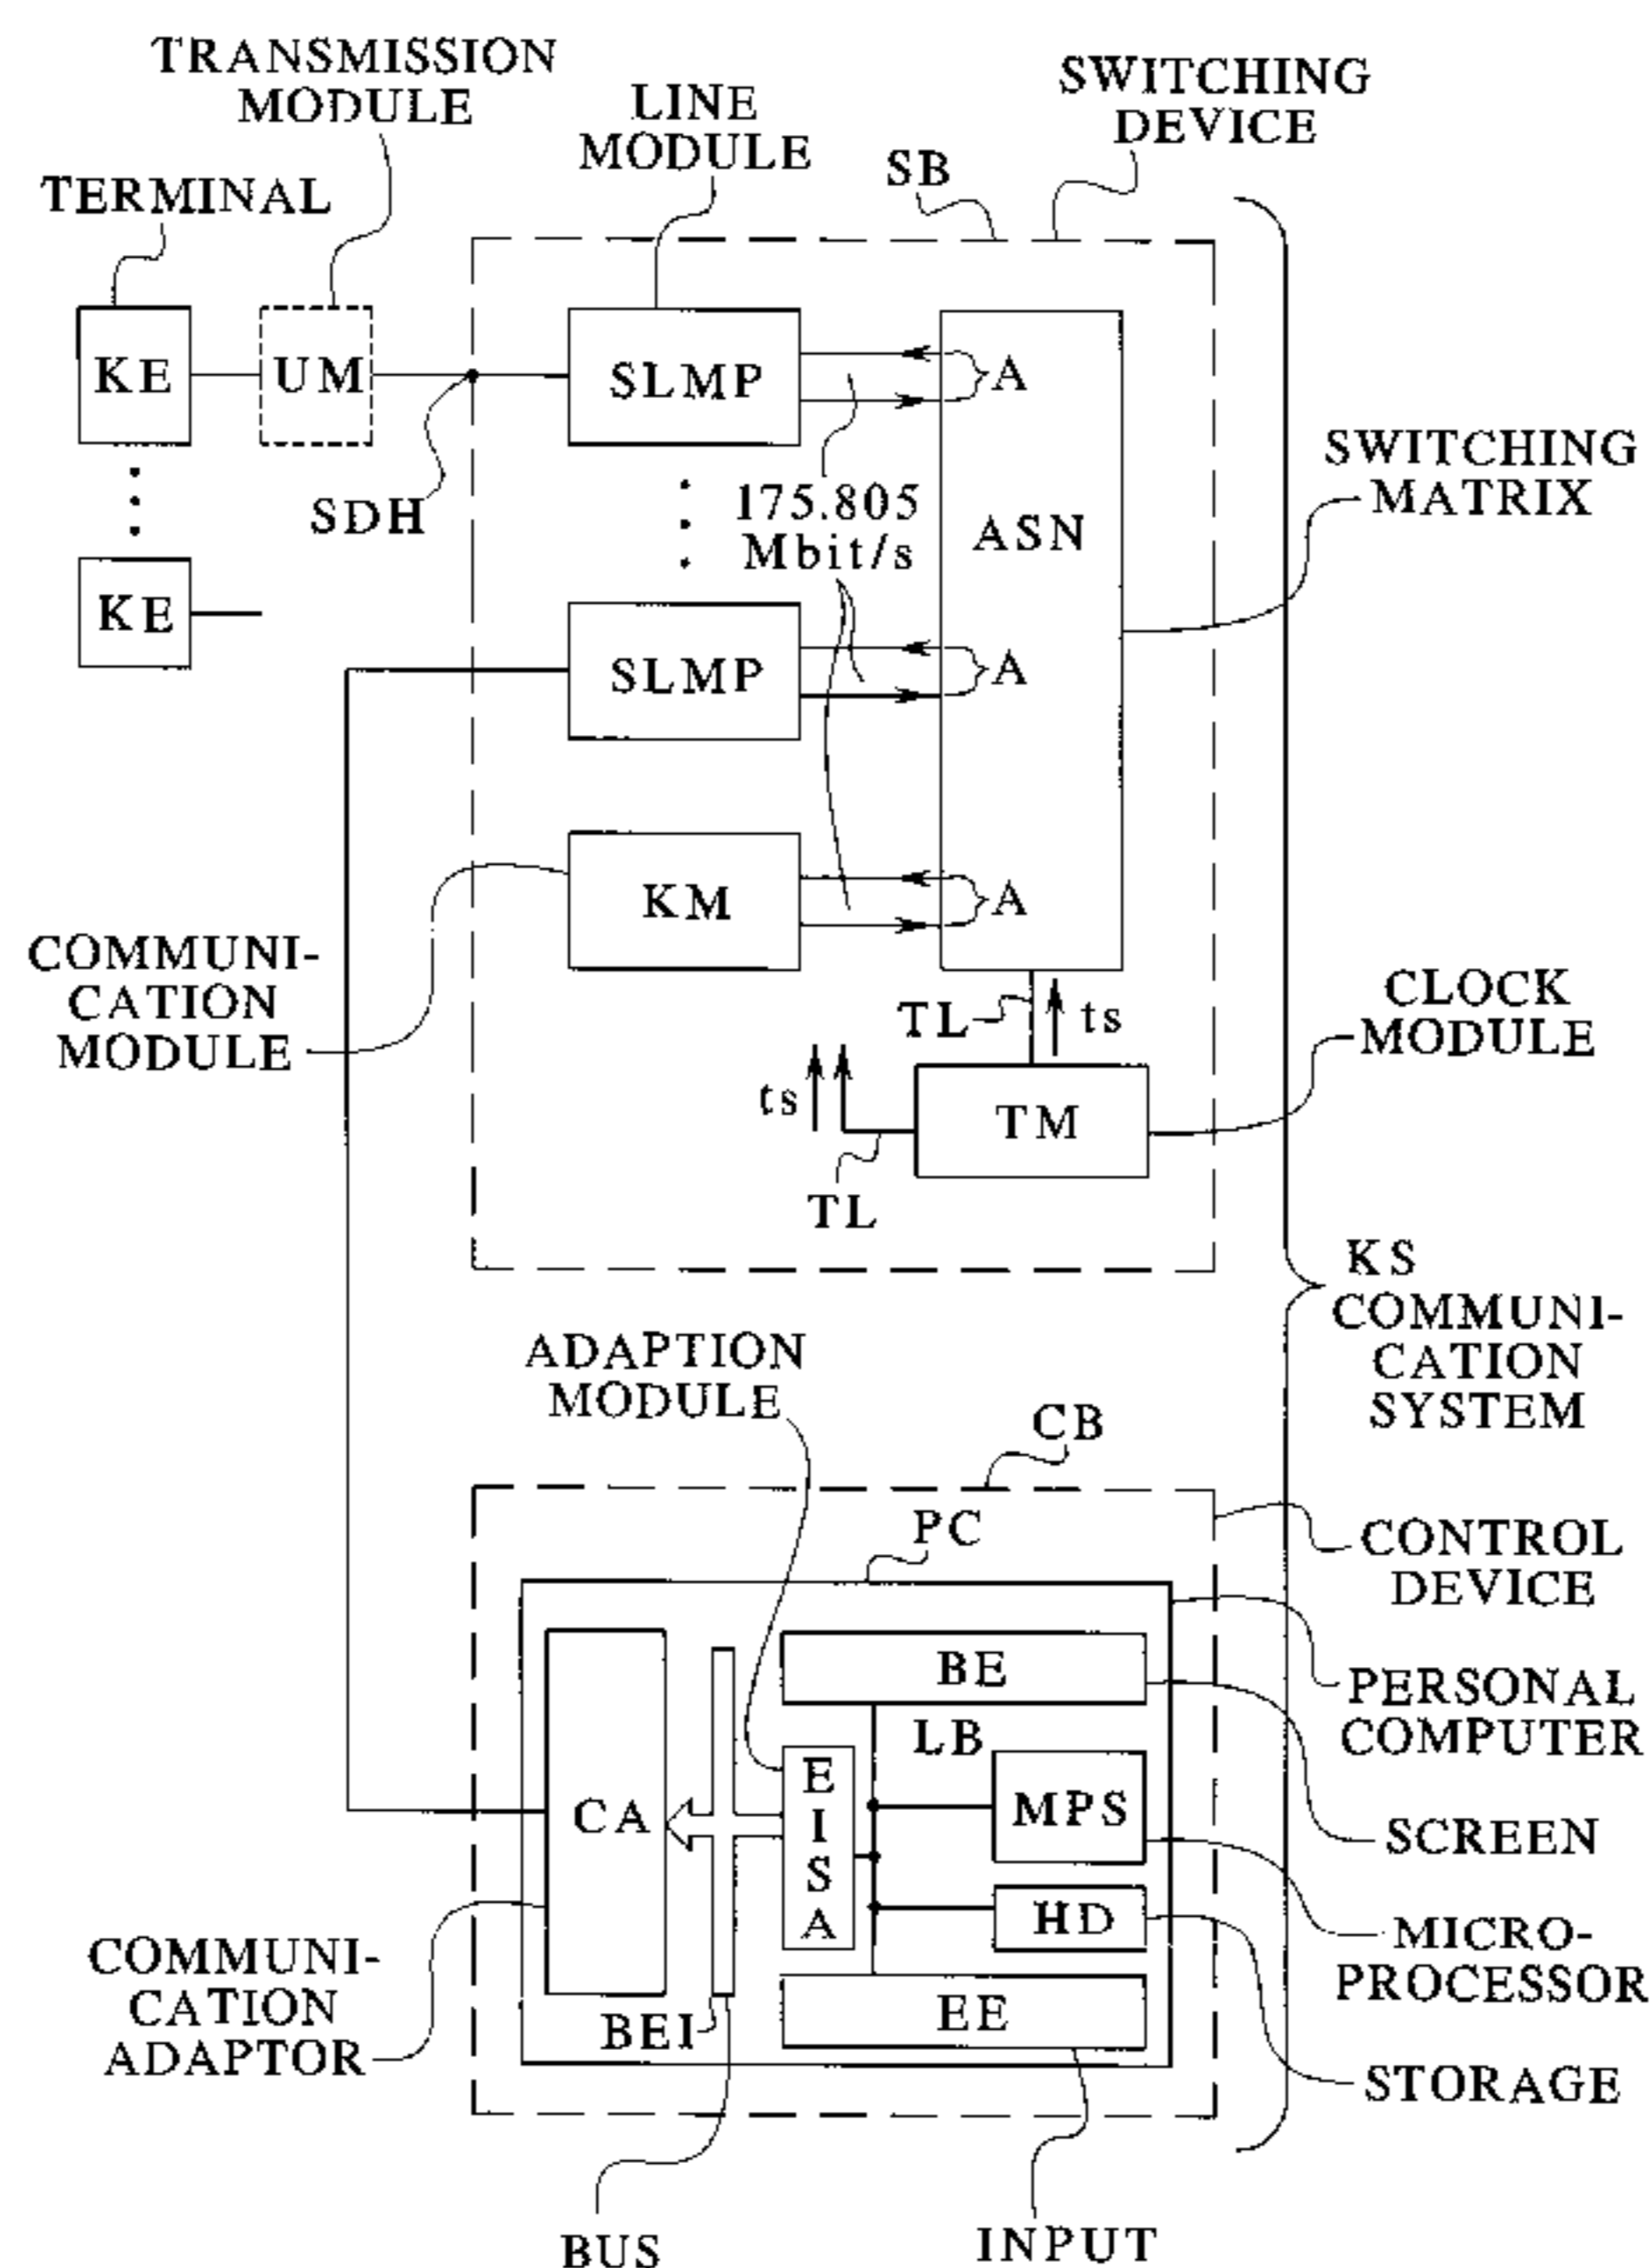 TRANSMISSION
MODULE
LINE
MODULE
SWITCHING
DEVICE
SB
TERMINAL
KE
UM
SLMP
A
SDH
175.805
Mbit/s
ASN
SWITCHING
MATRIX
KE
SLMP
A
KM
A
COMMUNI-
CATION
MODULE
TL
ts
CLOCK
MODULE
ts
TM
TL
KS
COMMUNI-
CATION
SYSTEM
ADAPTION
MODULE
CB
PC
CONTROL
DEVICE
BE
PERSONAL
COMPUTER
LB
CA
E
I
S
A
MPS
SCREEN
HD
MICRO-
PROCESSOR
COMMUNI-
CATION
ADAPTOR
BEI
EE
STORAGE
BUS
INPUT